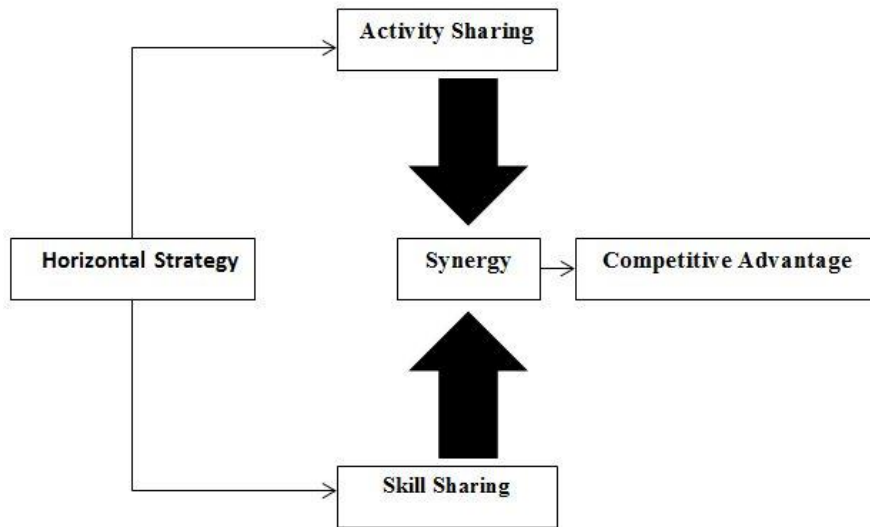 Activity Sharing
Horizontal Strategy
Synergy
Competitive Advantage
Skill Sharing